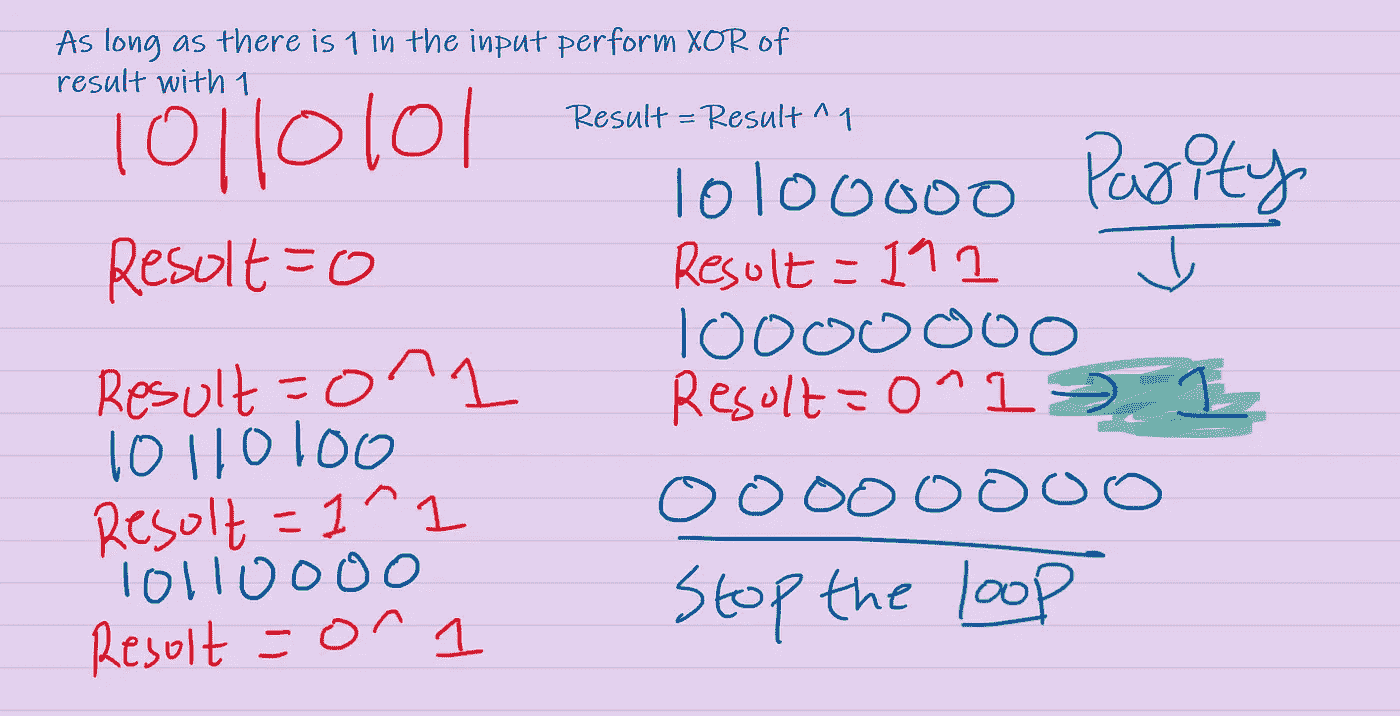 As long as there is 1 in the input perform XOR of
result with 1
10110101
Result = 0
Result = 0 ^ 1
10110100
Result = 1 ^ 1
10110000
Result = 0 ^ 1
Result = Result ^ 1
10100000
Result = 1 ^ 1
10000000
Result = 0 ^ 1 → 1
00000000
Stop the loop
Parity